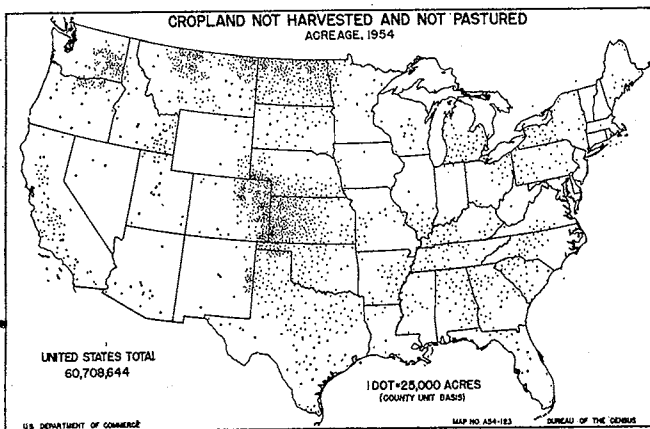 CROPLAND NOT HARVESTED AND NOT PASTURED
ACREAGE, 1954
UNITED STATES TOTAL
60,708,644
1 DOT=25,000 ACRES
(COUNTY UNIT BASIS)
U.S. DEPARTMENT OF COMMERCE
MAP NO. A54-123
BUREAU OF THE CENSUS